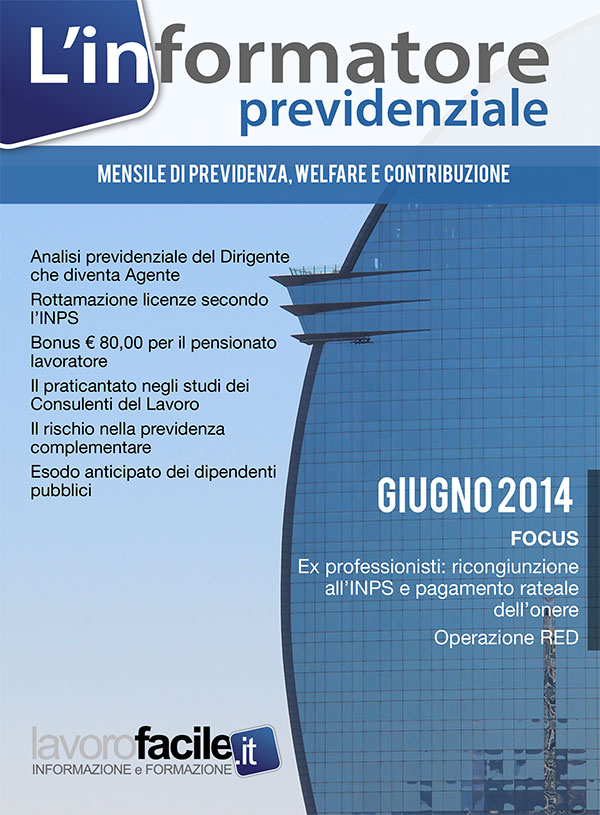 L'informatore
previdenziale
MENSILE DI PREVIDENZA, WELFARE E CONTRIBUZIONE
Analisi previdenziale del Dirigente
che diventa Agente
Rottamazione licenze secondo
l'INPS
Bonus € 80,00 per il pensionato
lavoratore
Il praticantato negli studi dei
Consulenti del Lavoro
Il rischio nella previdenza
complementare
Esodo anticipato dei dipendenti
pubblici
GIUGNO 2014
FOCUS
Ex professionisti: ricongiunzione
all'INPS e pagamento rateale
dell'onere
Operazione RED
lavorofacile.it
INFORMAZIONE e FORMAZIONE